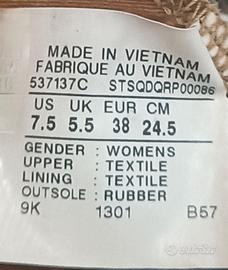 MADE IN VIETNAM
FABRIQUE AU VIETNAM
537137C STSQDQRP00086
US UK EUR CM
7.5 5.5 38 24.5
GENDER : WOMENS
UPPER : TEXTILE
LINING : TEXTILE
OUTSOLE : RUBBER
9K 1301 B57